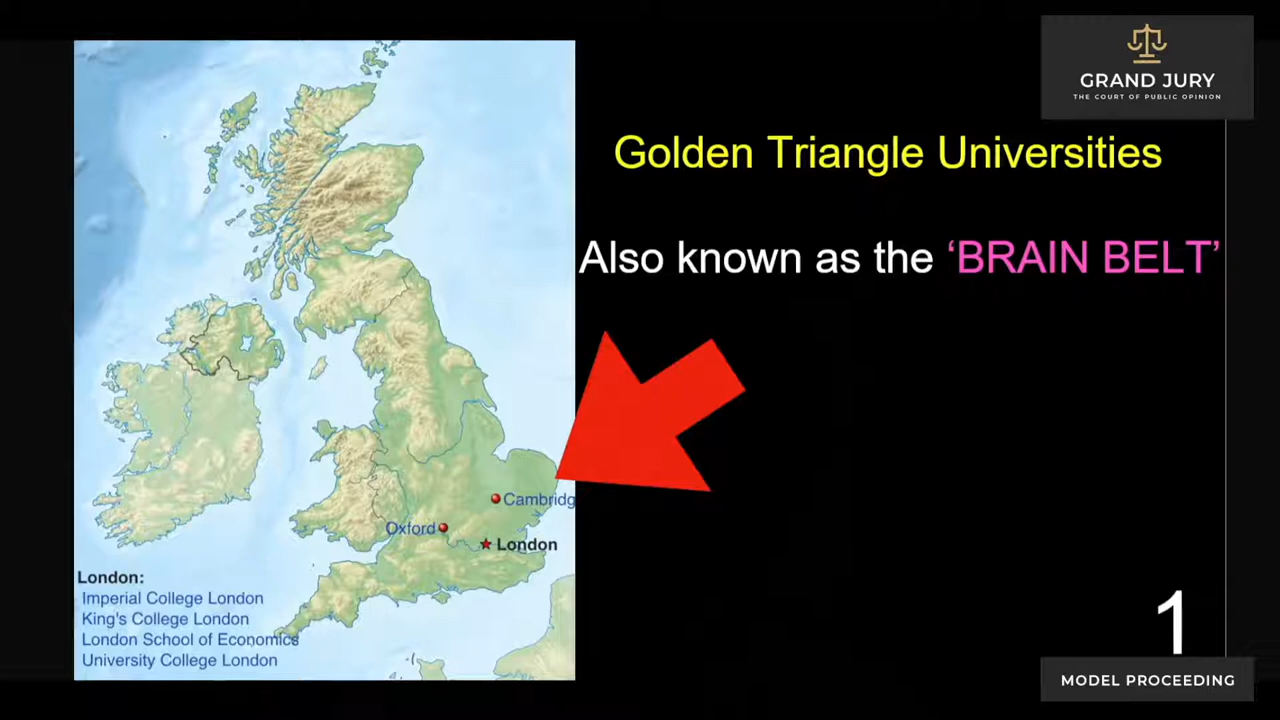 GRAND JURY
THE COURT OF PUBLIC OPINION
Golden Triangle Universities
Also known as the ‘BRAIN BELT’
Cambridg
Oxford
London
London:
Imperial College London
King's College London
London School of Economics
University College London
1
MODEL PROCEEDING